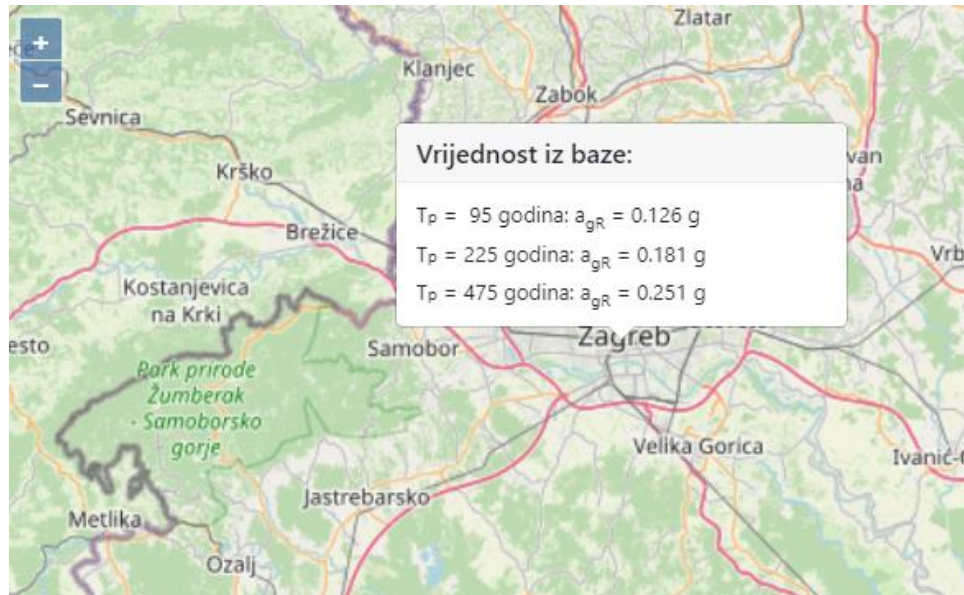 Zlatar
+
Klanjec
−
Zabok
Sevnica
Vrijednost iz baze:
van
Krško
na
Tp = 95 godina: agR = 0.126 g
Brežice
Tp = 225 godina: agR = 0.181 g
Vrb
Kostanjevica
na Krki
Tp = 475 godina: agR = 0.251 g
esto
Samobor
Zagreb
Park prirode
Žumberak
- Samoborsko
gorje
Velika Gorica
Ivanić-G
Jastrebarsko
Metlika
Ozalj